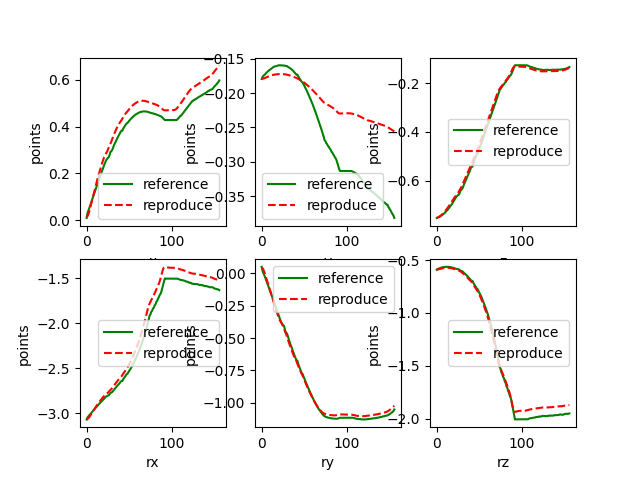 0.6
0.4
0.2
0.0
points
reference
reproduce
0
100
−0.15
−0.20
−0.25
−0.30
−0.35
points
reference
reproduce
0
100
−0.2
−0.4
−0.6
points
reference
reproduce
0
100
−1.5
−2.0
−2.5
−3.0
points
reference
reproduce
0
100
rx
0.00
−0.25
−0.50
−0.75
−1.00
points
reference
reproduce
0
100
ry
−0.5
−1.0
−1.5
−2.0
points
reference
reproduce
0
100
rz